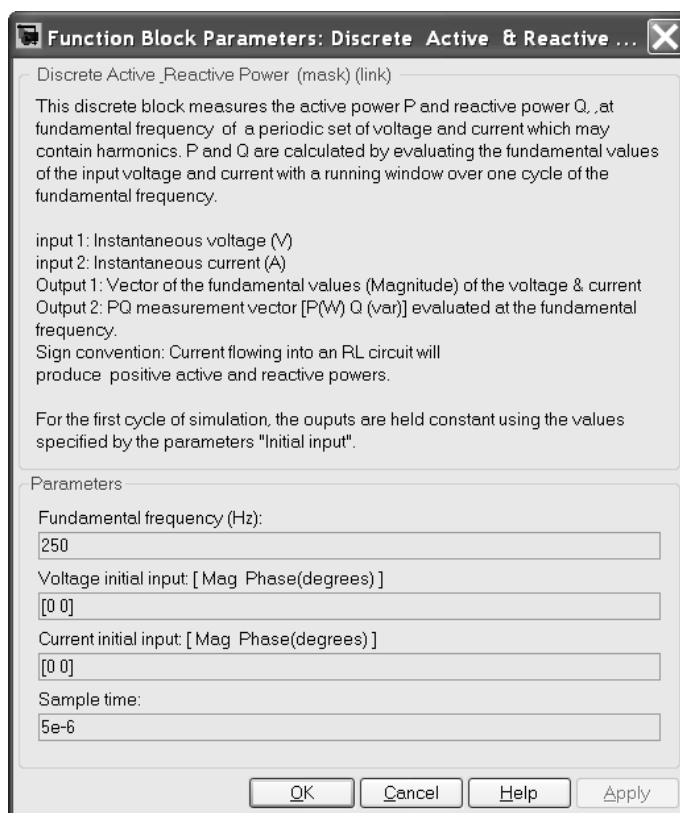 Function Block Parameters: Discrete Active & Reactive ...
Discrete Active_Reactive Power (mask) (link)
This discrete block measures the active power P and reactive power Q, ,at
fundamental frequency of a periodic set of voltage and current which may
contain harmonics. P and Q are calculated by evaluating the fundamental values
of the input voltage and current with a running window over one cycle of the
fundamental frequency.
input 1: Instantaneous voltage (V)
input 2: Instantaneous current (A)
Output 1: Vector of the fundamental values (Magnitude) of the voltage & current
Output 2: PQ measurement vector [P(W) Q (var)] evaluated at the fundamental
frequency.
Sign convention: Current flowing into an RL circuit will
produce positive active and reactive powers.
For the first cycle of simulation, the ouputs are held constant using the values
specified by the parameters "Initial input".
Parameters
Fundamental frequency (Hz):
250
Voltage initial input: [ Mag Phase(degrees) ]
[0 0]
Current initial input: [ Mag Phase(degrees) ]
[0 0]
Sample time:
5e-6
OK Cancel Help Apply